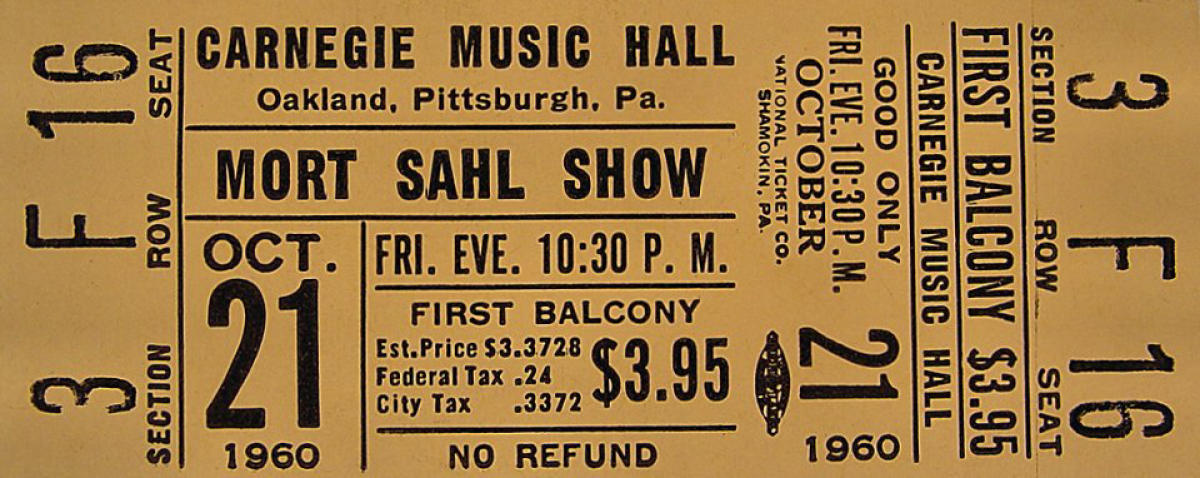 SECTION ROW SEAT
3 F 16
CARNEGIE MUSIC HALL
Oakland, Pittsburgh, Pa.
MORT SAHL SHOW
OCT.
21
1960
FRI. EVE. 10:30 P. M.
FIRST BALCONY
Est.Price $3.3728
Federal Tax .24
City Tax .3372
$3.95
NO REFUND
SECTION ROW SEAT
3 F 16
FIRST BALCONY $3.95
CARNEGIE MUSIC HALL
GOOD ONLY
FRI. EVE. 10:30 P. M.
OCTOBER
21
1960
NATIONAL TICKET CO.
SHAMOKIN, PA.